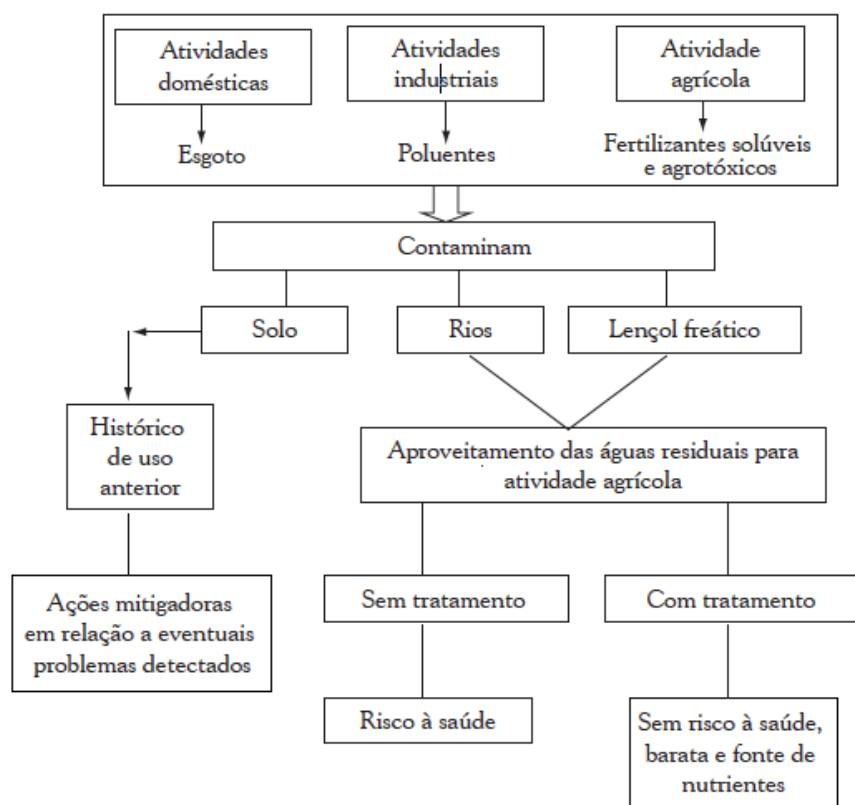 Atividades
domésticas
Atividades
industriais
Atividade
agrícola
Esgoto
Poluentes
Fertilizantes solúveis
e agrotóxicos
Contaminam
Solo
Rios
Lençol freático
Histórico
de uso
anterior
Aproveitamento das águas residuais para
atividade agrícola
Ações mitigadoras
em relação a eventuais
problemas detectados
Sem tratamento
Com tratamento
Risco à saúde
Sem risco à saúde,
barata e fonte de
nutrientes